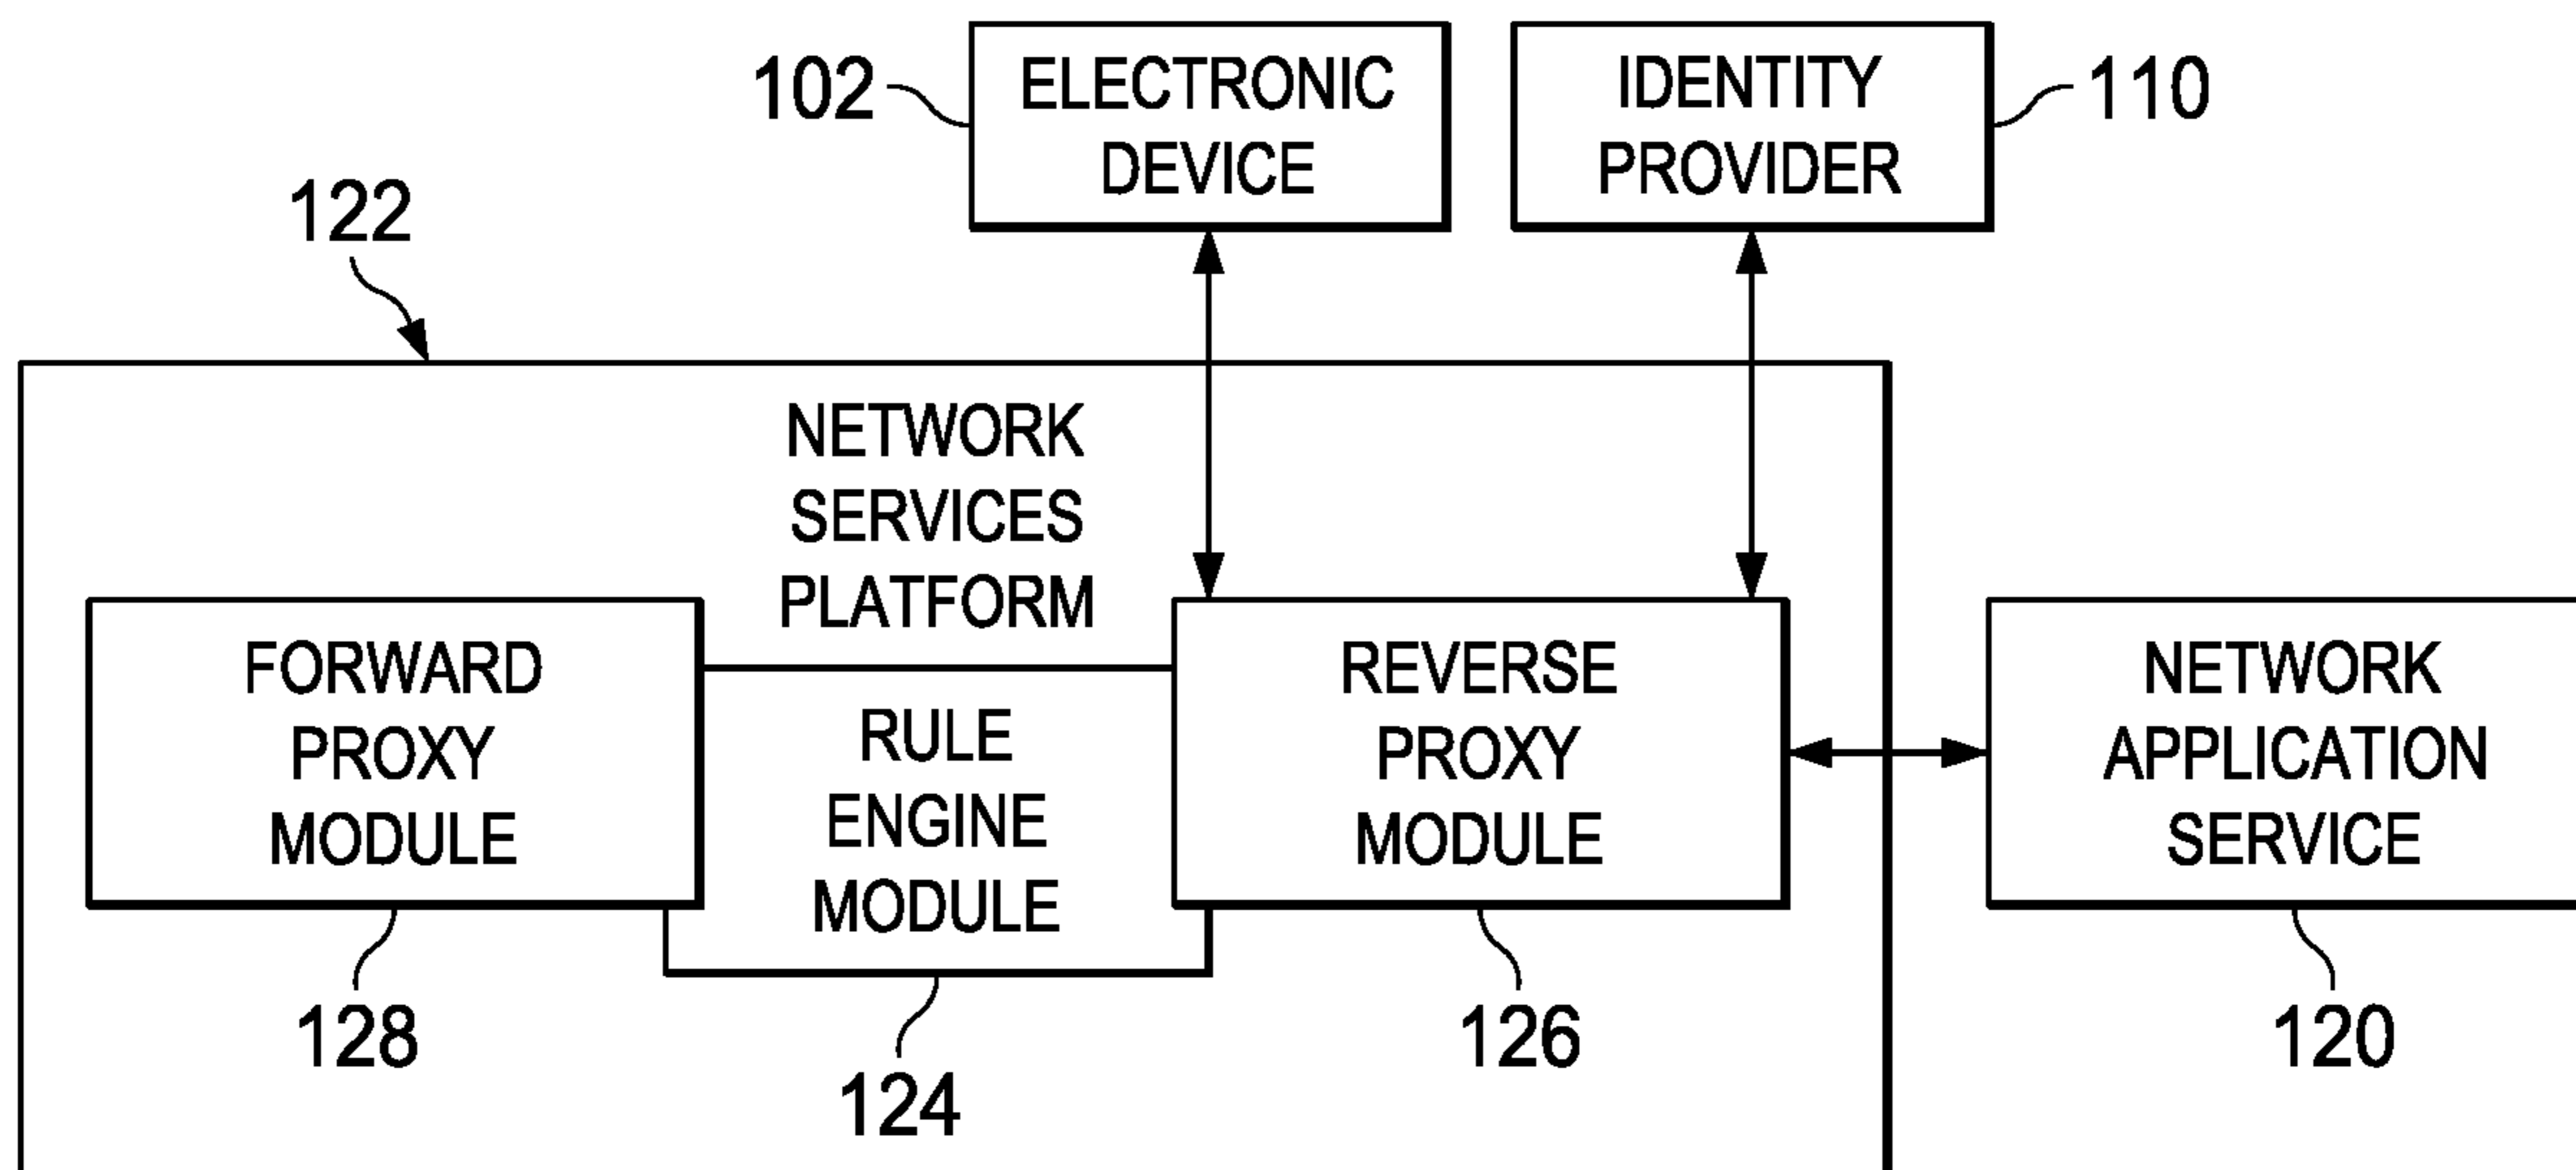 102
ELECTRONIC
DEVICE
IDENTITY
PROVIDER
110
122
NETWORK
SERVICES
PLATFORM
FORWARD
PROXY
MODULE
RULE
ENGINE
MODULE
REVERSE
PROXY
MODULE
NETWORK
APPLICATION
SERVICE
128
124
126
120